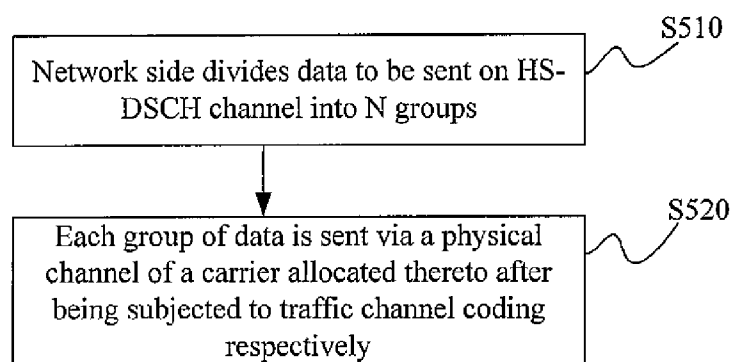 S510
Network side divides data to be sent on HS-
DSCH channel into N groups
S520
Each group of data is sent via a physical
channel of a carrier allocated thereto after
being subjected to traffic channel coding
respectively